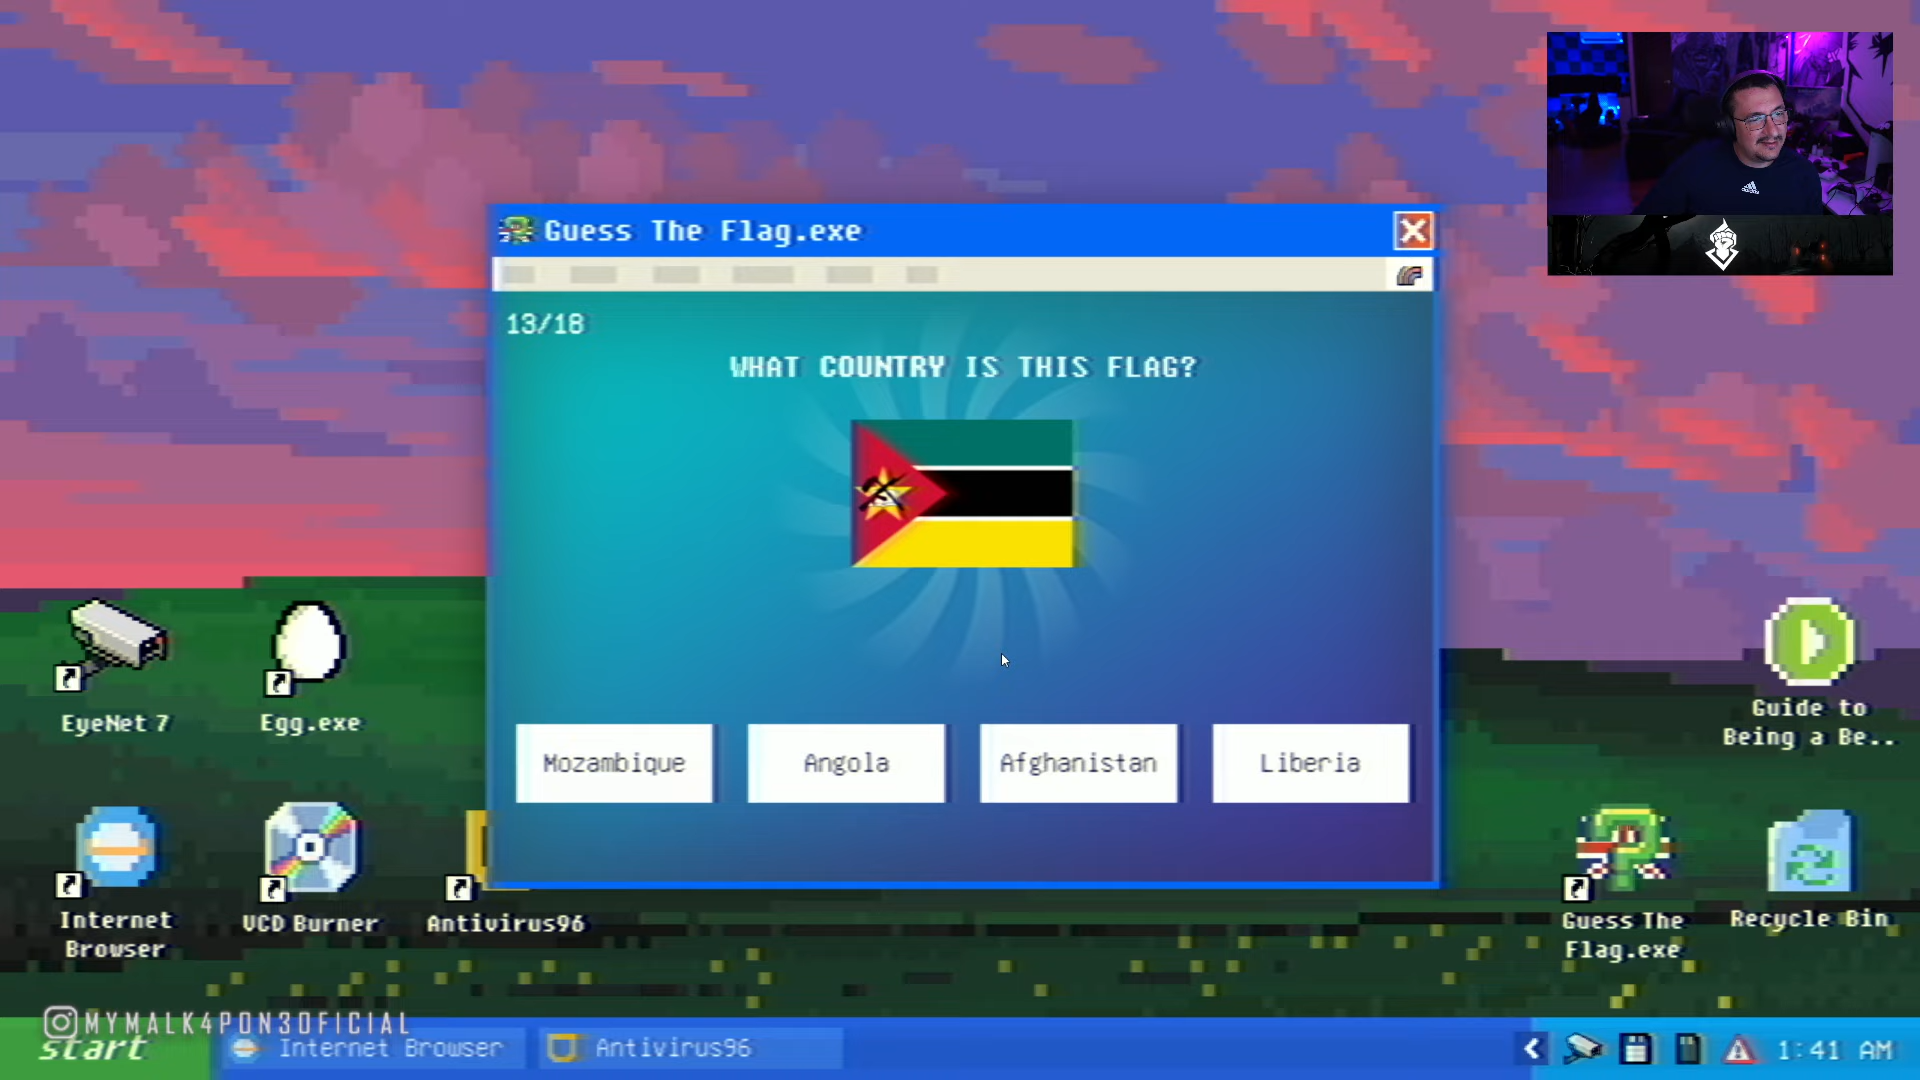 Guess The Flag.exe
13/18
WHAT COUNTRY IS THIS FLAG?
Mozambique
Angola
Afghanistan
Liberia
EyeNet 7
Egg.exe
Internet
Browser
VCD Burner
Antivirus96
Guide to
Being a Be..
Guess The
Flag.exe
Recycle Bin
MYMALK4PON3OFICIAL
start
Internet Browser
Antivirus96
1:41 AM
adidas